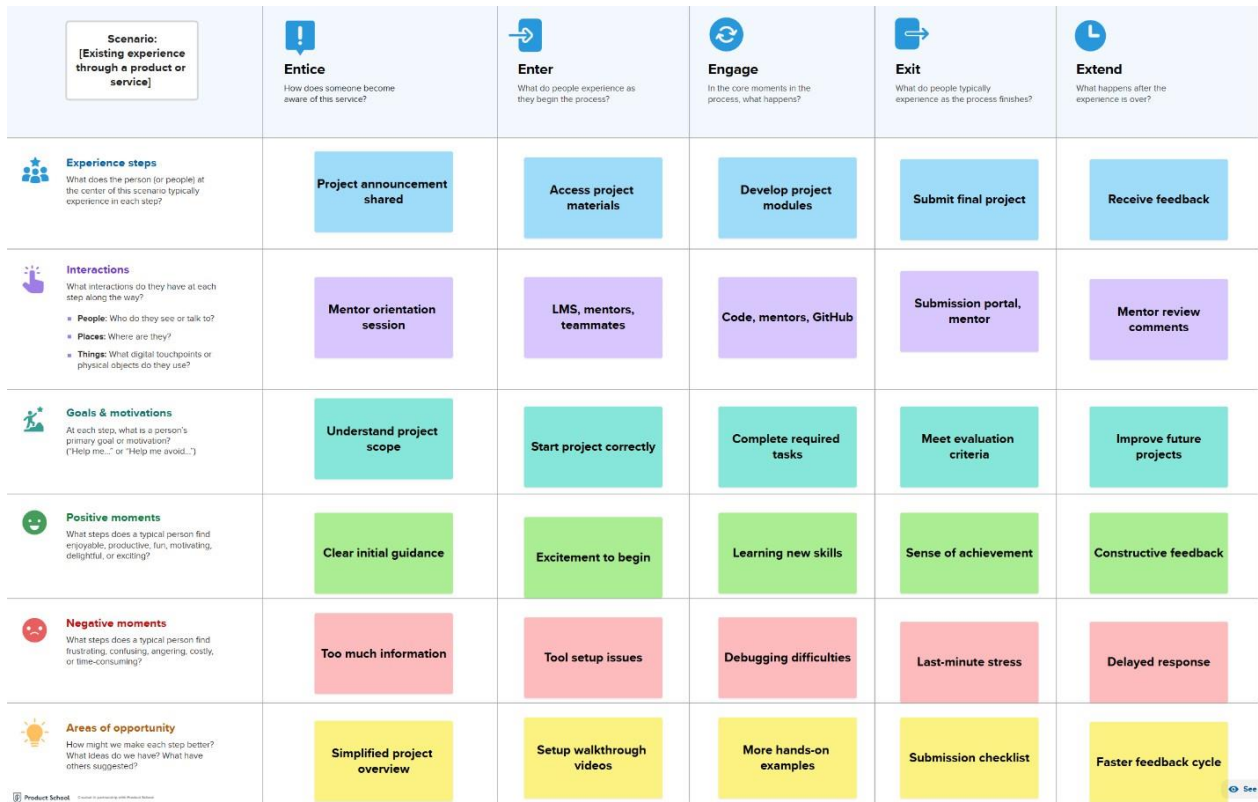 Scenario:
[Existing experience
through a product or
service]
Entice
How does someone become
aware of this service?
Enter
What do people experience as
they begin the process?
Engage
In the core moments in the
process, what happens?
Exit
What do people typically
experience as the process finishes?
Extend
What happens after the
experience is over?
Experience steps
What does the person (or people) at
the center of this scenario typically
experience in each step?
Project announcement
shared
Access project
materials
Develop project
modules
Submit final project
Receive feedback
Interactions
What interactions do they have at each
step along the way?
People: Who do they see or talk to?
Places: Where are they?
Things: What digital touchpoints or
physical objects do they use?
Mentor orientation
session
LMS, mentors,
teammates
Code, mentors, GitHub
Submission portal,
mentor
Mentor review
comments
Goals & motivations
At each step, what is a person's
primary goal or motivation?
("Help me..." or "Help me avoid...")
Understand project
scope
Start project correctly
Complete required
tasks
Meet evaluation
criteria
Improve future
projects
Positive moments
What steps does a typical person find
enjoyable, productive, fun, motivating,
delightful, or exciting?
Clear initial guidance
Excitement to begin
Learning new skills
Sense of achievement
Constructive feedback
Negative moments
What steps does a typical person find
frustrating, confusing, angering, costly,
or time-consuming?
Too much information
Tool setup issues
Debugging difficulties
Last-minute stress
Delayed response
Areas of opportunity
How might we make each step better?
What ideas do we have? What have
others suggested?
Simplified project
overview
Setup walkthrough
videos
More hands-on
examples
Submission checklist
Faster feedback cycle
Product School